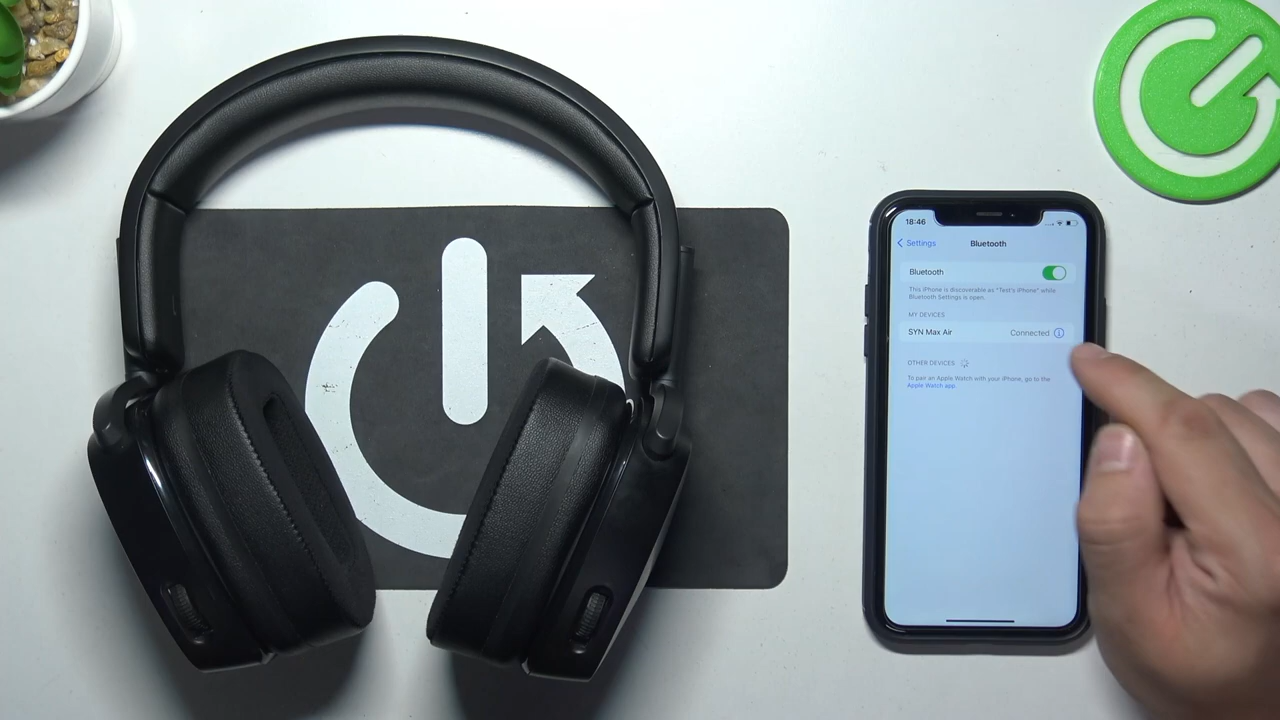 18:46
Settings
Bluetooth
Bluetooth
This iPhone is discoverable as "Test's iPhone" while
Bluetooth Settings is open.
MY DEVICES
SYN Max Air Connected
OTHER DEVICES
To pair an Apple Watch with your iPhone, go to the
Apple Watch app.